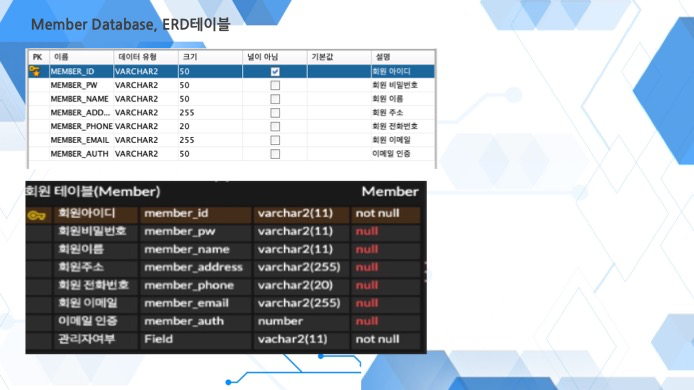 Member Database, ERD테이블
PK 이름 데이터 유형 크기 널이 아님 기본값 설명
MEMBER_ID VARCHAR2 50 회원 아이디
MEMBER_PW VARCHAR2 50 회원 비밀번호
MEMBER_NAME VARCHAR2 50 회원 이름
MEMBER_ADD... VARCHAR2 255 회원 주소
MEMBER_PHONE VARCHAR2 20 회원 전화번호
MEMBER_EMAIL VARCHAR2 255 회원 이메일
MEMBER_AUTH VARCHAR2 50 이메일 인증
회원 테이블(Member) Member
회원아이디 member_id varchar2(11) not null
회원비밀번호 member_pw varchar2(11) null
회원이름 member_name varchar2(11) null
회원주소 member_address varchar2(255) null
회원 전화번호 member_phone varchar2(20) null
회원 이메일 member_email varchar2(255) null
이메일 인증 member_auth number null
관리자여부 Field vachar2(11) not null